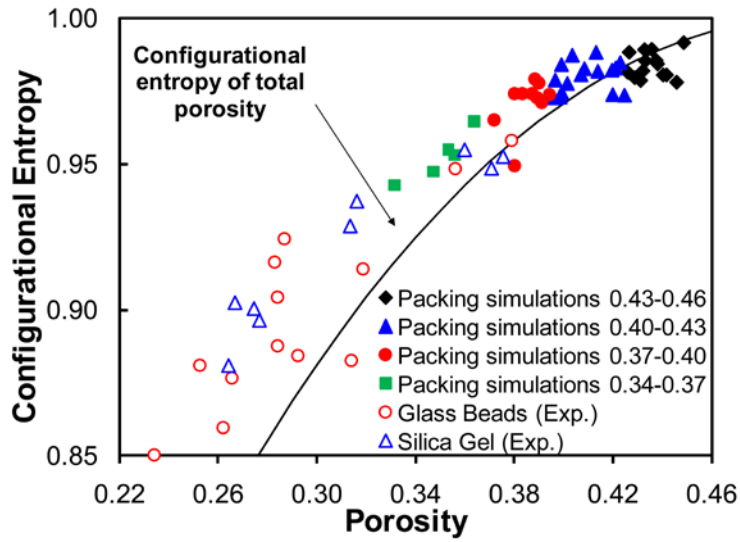 1.00
0.95
0.90
0.85
Configurational Entropy
Configurational
entropy of total
porosity
Packing simulations 0.43-0.46
Packing simulations 0.40-0.43
Packing simulations 0.37-0.40
Packing simulations 0.34-0.37
Glass Beads (Exp.)
Silica Gel (Exp.)
0.22 0.26 0.30 0.34 0.38 0.42 0.46
Porosity